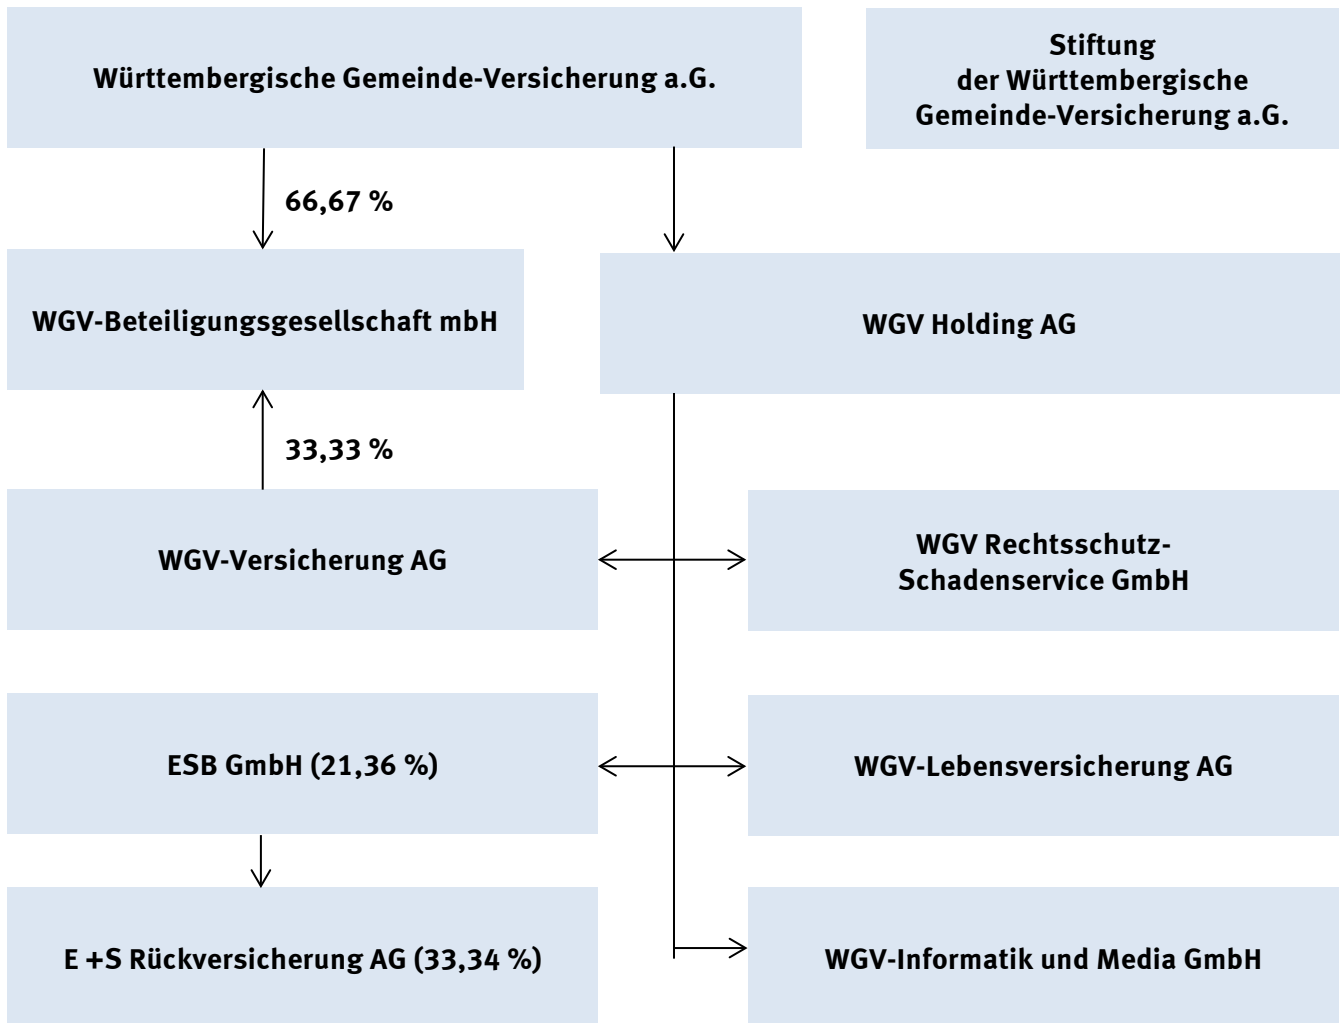 Württembergische Gemeinde-Versicherung a.G.
Stiftung
der Württembergische
Gemeinde-Versicherung a.G.
66,67 %
WGV-Beteiligungsgesellschaft mbH
WGV Holding AG
33,33 %
WGV-Versicherung AG
WGV Rechtsschutz-
Schadenservice GmbH
ESB GmbH (21,36 %)
WGV-Lebensversicherung AG
E +S Rückversicherung AG (33,34 %)
WGV-Informatik und Media GmbH